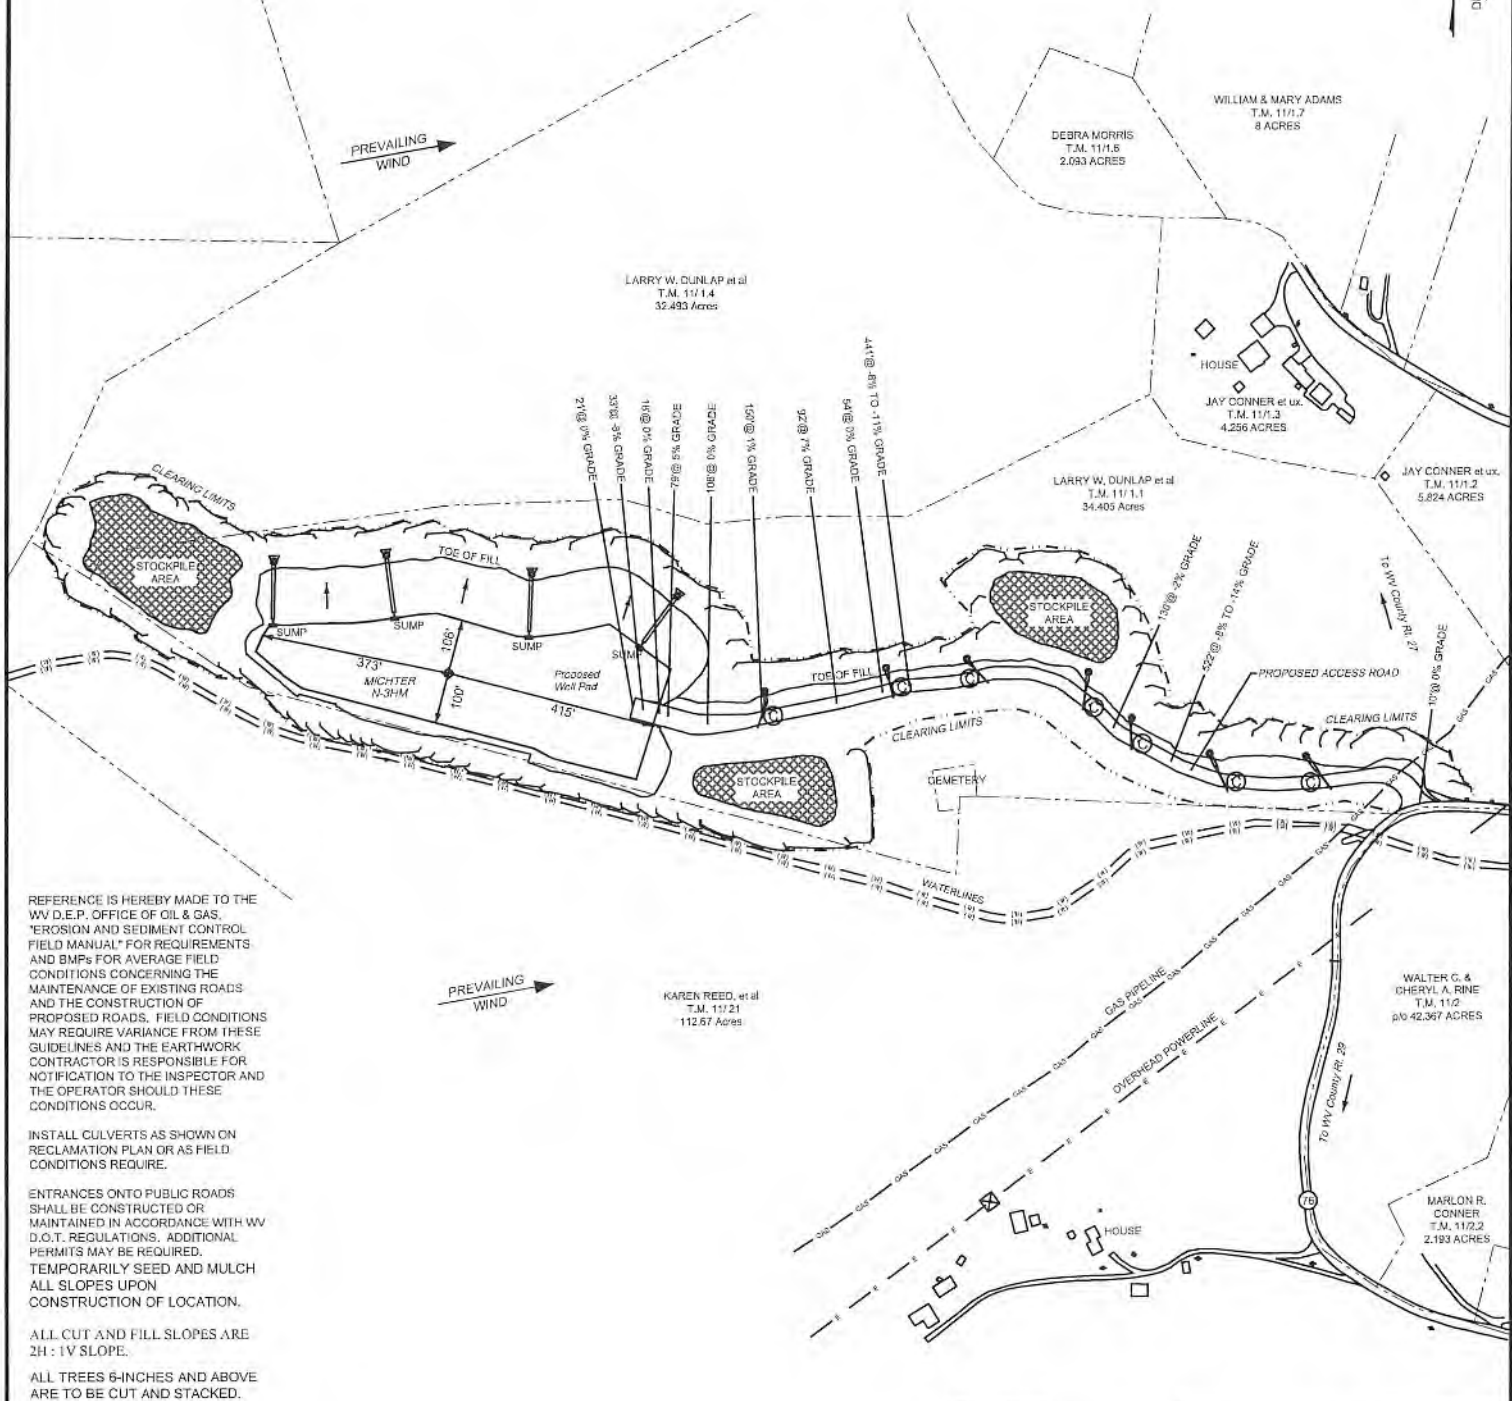 WILLIAM & MARY ADAMS
T.M. 11/1.7
8 ACRES
DEBRA MORRIS
T.M. 11/1.6
2.093 ACRES
PREVAILING
WIND
LARRY W. DUNLAP et al
T.M. 11/ 1.4
32.493 Acres
HOUSE
JAY CONNER et ux.
T.M. 11/1.3
4.256 ACRES
JAY CONNER et ux.
T.M. 11/1.2
5.824 ACRES
LARRY W. DUNLAP et al
T.M. 11/ 1.1
34.405 Acres
21'@ 0% GRADE
33'@ -8% GRADE
16'@ 0% GRADE
79'@ 5% GRADE
108'@ 0% GRADE
150'@ 1% GRADE
92'@ 7% GRADE
54'@ 0% GRADE
441'@ -8% TO -11% GRADE
130'@ -2% GRADE
522'@ -8% TO -14% GRADE
10'@ 0% GRADE
To WV County Rt. 27
CLEARING LIMITS
STOCKPILE
AREA
TOE OF FILL
SUMP
SUMP
SUMP
SUMP
106'
373'
MICHTER
N-3HM
100'
Proposed
Well Pad
415'
TOE OF FILL
STOCKPILE
AREA
PROPOSED ACCESS ROAD
CLEARING LIMITS
CLEARING LIMITS
C
C
C
C
C
C
C
STOCKPILE
AREA
CEMETERY
WATERLINES
GAS
GAS
GAS
GAS
GAS
GAS
GAS
GAS PIPELINE
GAS
GAS
GAS
GAS
GAS
GAS
GAS
OVERHEAD POWERLINE
E
E
E
E
E
E
E
REFERENCE IS HEREBY MADE TO THE
WV D.E.P. OFFICE OF OIL & GAS,
"EROSION AND SEDIMENT CONTROL
FIELD MANUAL" FOR REQUIREMENTS
AND BMPs FOR AVERAGE FIELD
CONDITIONS CONCERNING THE
MAINTENANCE OF EXISTING ROADS
AND THE CONSTRUCTION OF
PROPOSED ROADS. FIELD CONDITIONS
MAY REQUIRE VARIANCE FROM THESE
GUIDELINES AND THE EARTHWORK
CONTRACTOR IS RESPONSIBLE FOR
NOTIFICATION TO THE INSPECTOR AND
THE OPERATOR SHOULD THESE
CONDITIONS OCCUR.
PREVAILING
WIND
KAREN REED, et al
T.M. 11/ 21
112.67 Acres
WALTER C. &
CHERYL A. RINE
T.M. 11/2
p/o 42.367 ACRES
To WV County Rt. 29
76
MARLON R.
CONNER
T.M. 11/2.2
2.193 ACRES
HOUSE
INSTALL CULVERTS AS SHOWN ON
RECLAMATION PLAN OR AS FIELD
CONDITIONS REQUIRE.
ENTRANCES ONTO PUBLIC ROADS
SHALL BE CONSTRUCTED OR
MAINTAINED IN ACCORDANCE WITH WV
D.O.T. REGULATIONS. ADDITIONAL
PERMITS MAY BE REQUIRED.
TEMPORARILY SEED AND MULCH
ALL SLOPES UPON
CONSTRUCTION OF LOCATION.
ALL CUT AND FILL SLOPES ARE
2H : 1V SLOPE.
ALL TREES 6-INCHES AND ABOVE
ARE TO BE CUT AND STACKED.